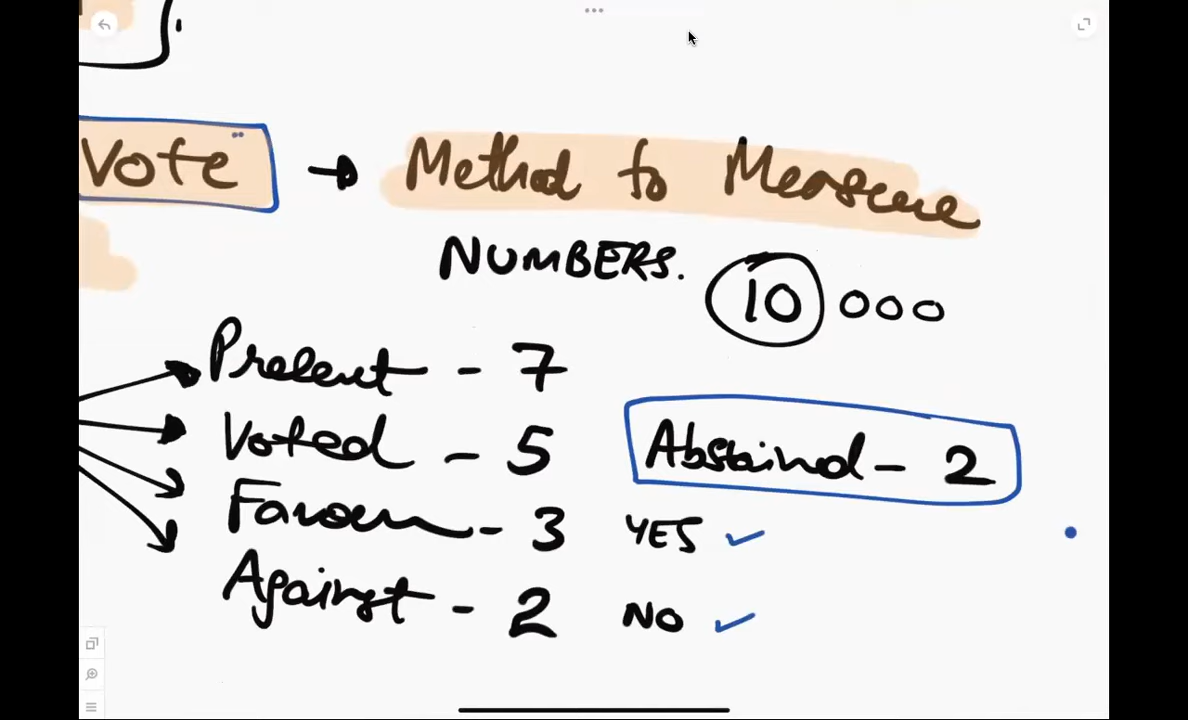 Vote → Method to Measure
NUMBERS. 10 000
Present - 7
Voted - 5 Abstained - 2
Favour - 3 YES ✓
Against - 2 NO ✓